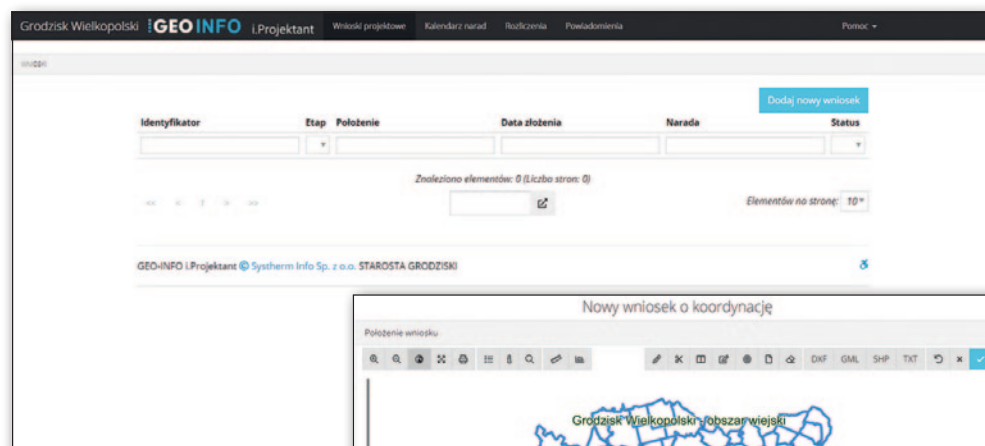 Grodzisk Wielkopolski GEO INFO i.Projektant Wnioski projektowe Kalendarz narad Rozliczenia Powiadomienia Pomoc
Dodaj nowy wniosek
Identyfikator Etap Położenie Data złożenia Narada Status
Znaleziono elementów: 0 (Liczba stron: 0)
<< < 1 > >> Elementów na stronę: 10
GEO-INFO i.Projektant © Systherm Info Sp. z o.o. STAROSTA GRODZISKI
Nowy wniosek o koordynację
Położenie wniosku
DXF GML SHP TXT
Grodzisk Wielkopolski - obszar wiejski